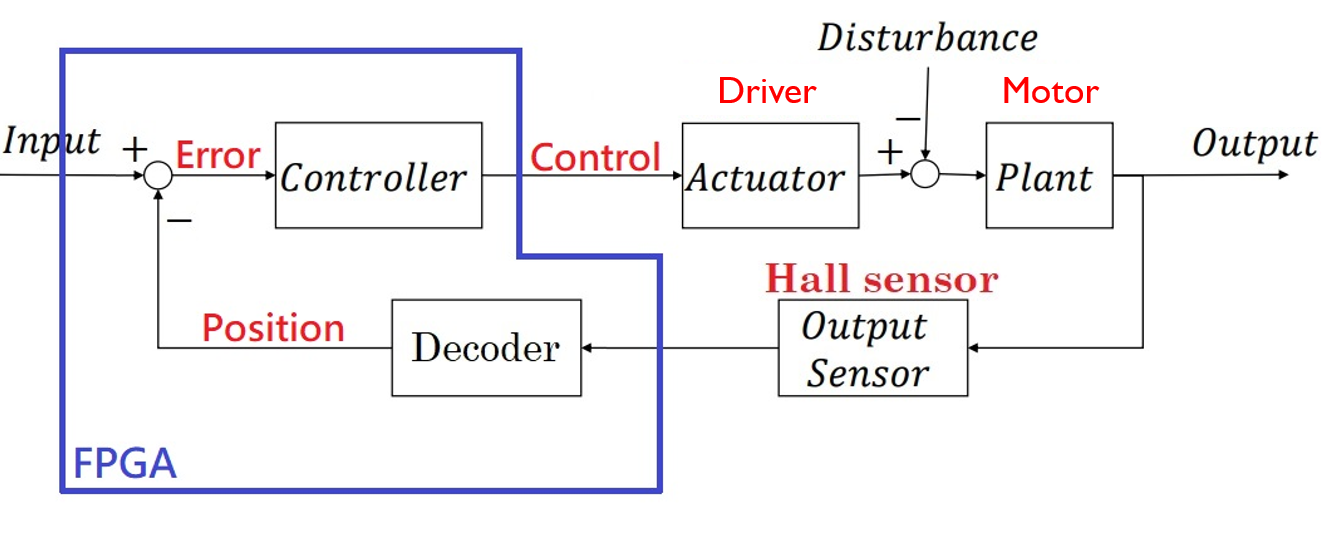 Disturbance
Driver
Motor
−
Input
+
Error
Controller
Control
Actuator
+
Plant
Output
−
Hall sensor
Position
Decoder
Output
Sensor
FPGA